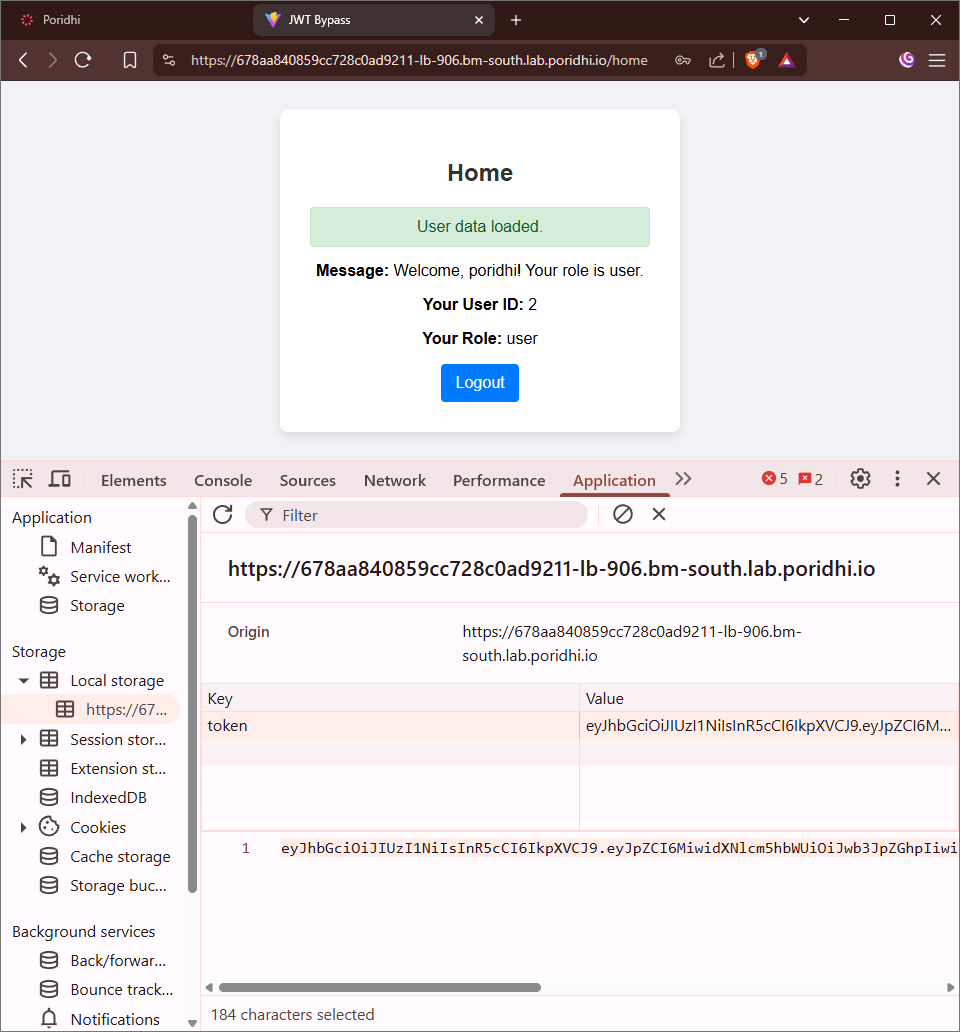 Poridhi
JWT Bypass
https://678aa840859cc728c0ad9211-lb-906.bm-south.lab.poridhi.io/home
1
Home
User data loaded.
Message: Welcome, poridhi! Your role is user.
Your User ID: 2
Your Role: user
Logout
Elements Console Sources Network Performance Application 5 2
Application
Manifest
Service work...
Storage
Storage
Local storage
https://67...
Session stor...
Extension st...
IndexedDB
Cookies
Cache storage
Storage buc...
Background services
Back/forwar...
Bounce track...
Notifications
Filter
https://678aa840859cc728c0ad9211-lb-906.bm-south.lab.poridhi.io
Origin
https://678aa840859cc728c0ad9211-lb-906.bm-
south.lab.poridhi.io
Key Value
token eyJhbGciOiJIUzI1NiIsInR5cCI6IkpXVCJ9.eyJpZCI6M...
1 eyJhbGciOiJIUzI1NiIsInR5cCI6IkpXVCJ9.eyJpZCI6MiwidXNlcm5hbWUiOiJwb3JpZGhpIiwi
184 characters selected